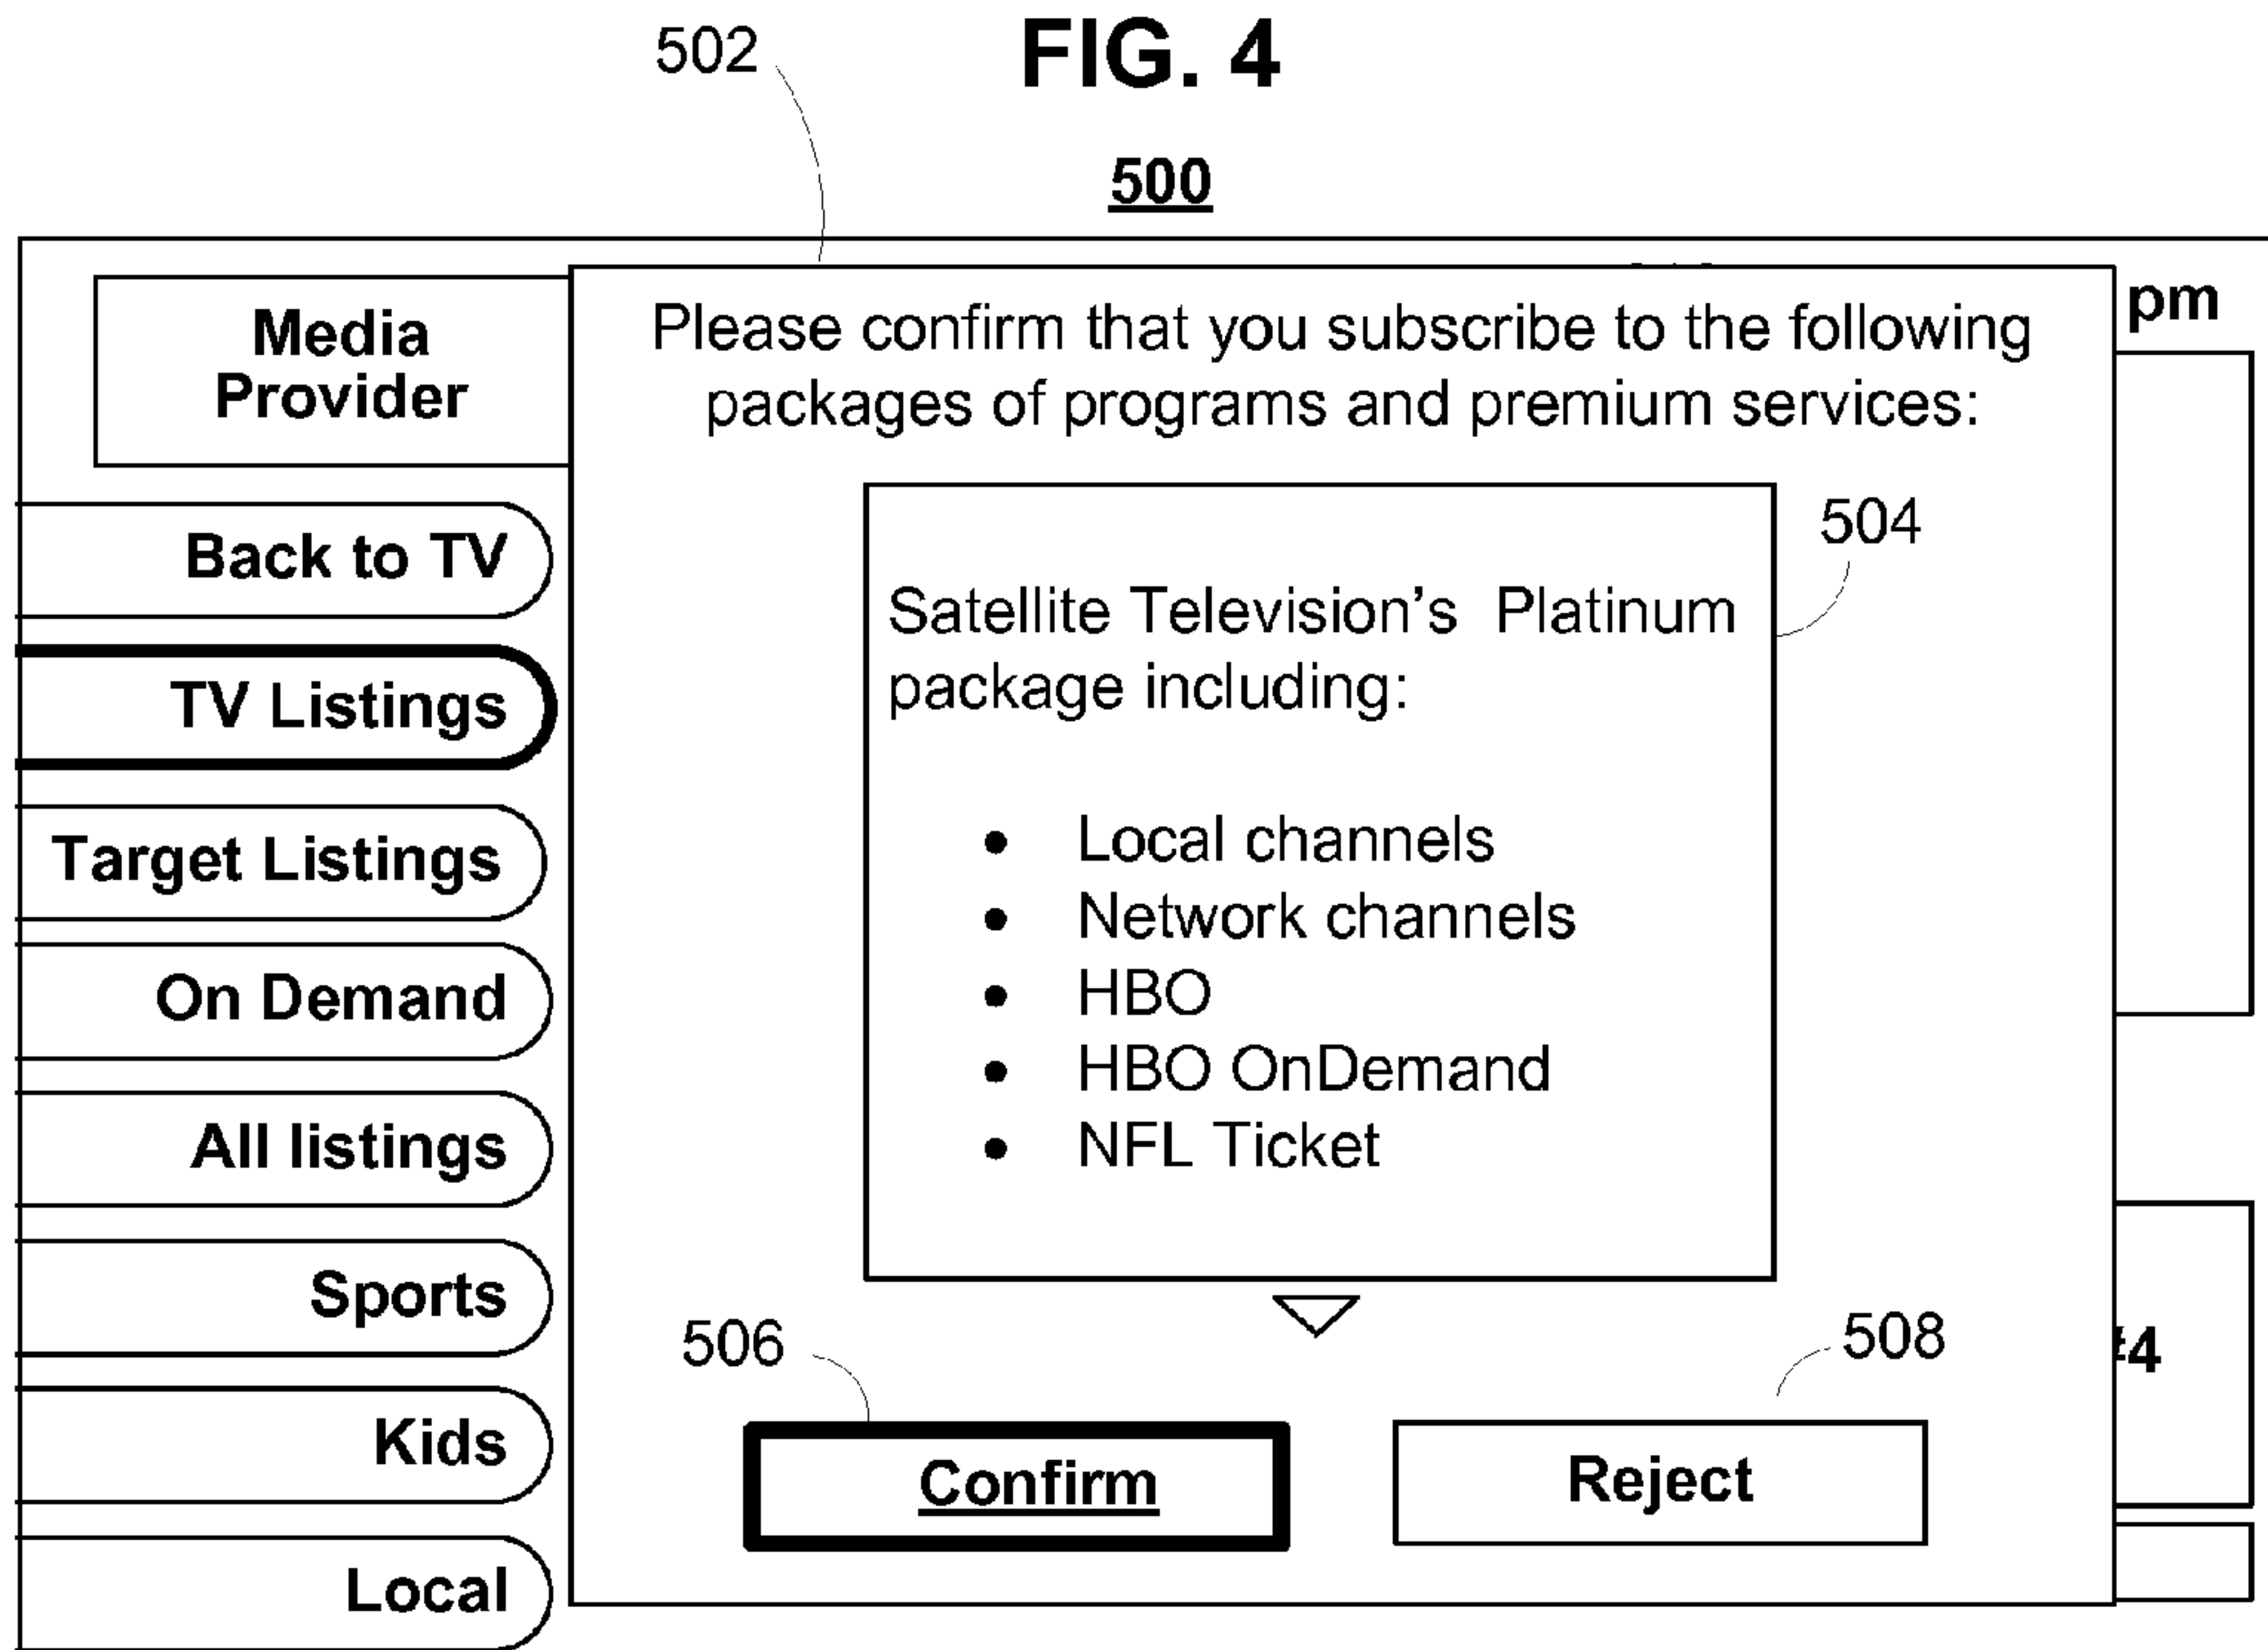 FIG. 4
502
500
Media
Provider
pm
Please confirm that you subscribe to the following
packages of programs and premium services:
504
Back to TV
TV Listings
Target Listings
On Demand
All listings
Sports
Kids
Local
Satellite Television's Platinum
package including:
• Local channels
• Network channels
• HBO
• HBO OnDemand
• NFL Ticket
506
508
Confirm
Reject
4